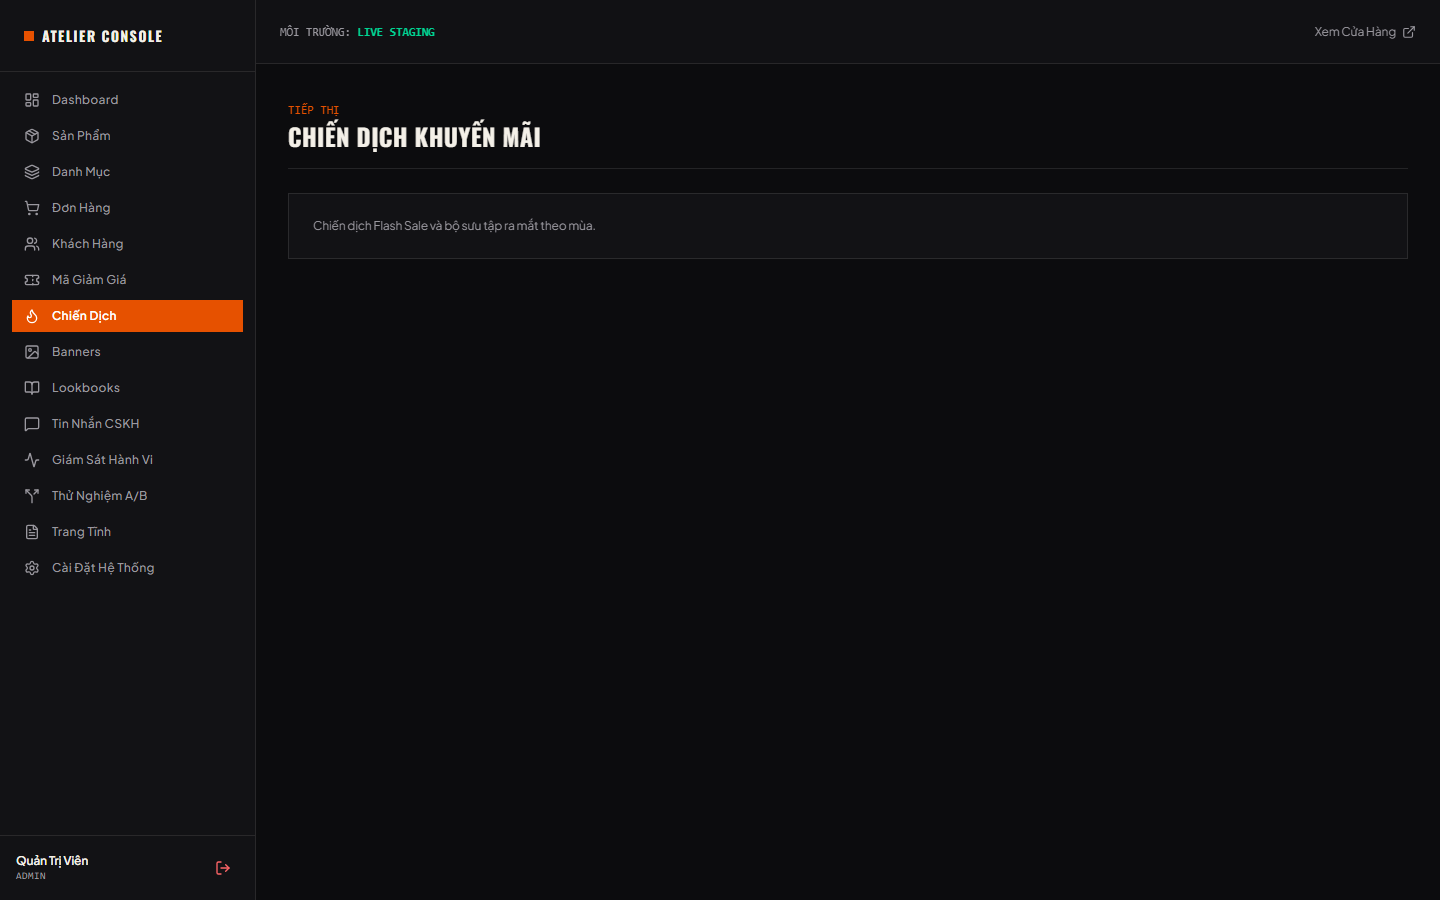 ATELIER CONSOLE
MÔI TRƯỜNG: LIVE STAGING
Xem Cửa Hàng
Dashboard
Sản Phẩm
Danh Mục
Đơn Hàng
Khách Hàng
Mã Giảm Giá
Chiến Dịch
Banners
Lookbooks
Tin Nhắn CSKH
Giám Sát Hành Vi
Thử Nghiệm A/B
Trang Tĩnh
Cài Đặt Hệ Thống
TIẾP THỊ
CHIẾN DỊCH KHUYẾN MÃI
Chiến dịch Flash Sale và bộ sưu tập ra mắt theo mùa.
Quản Trị Viên
ADMIN